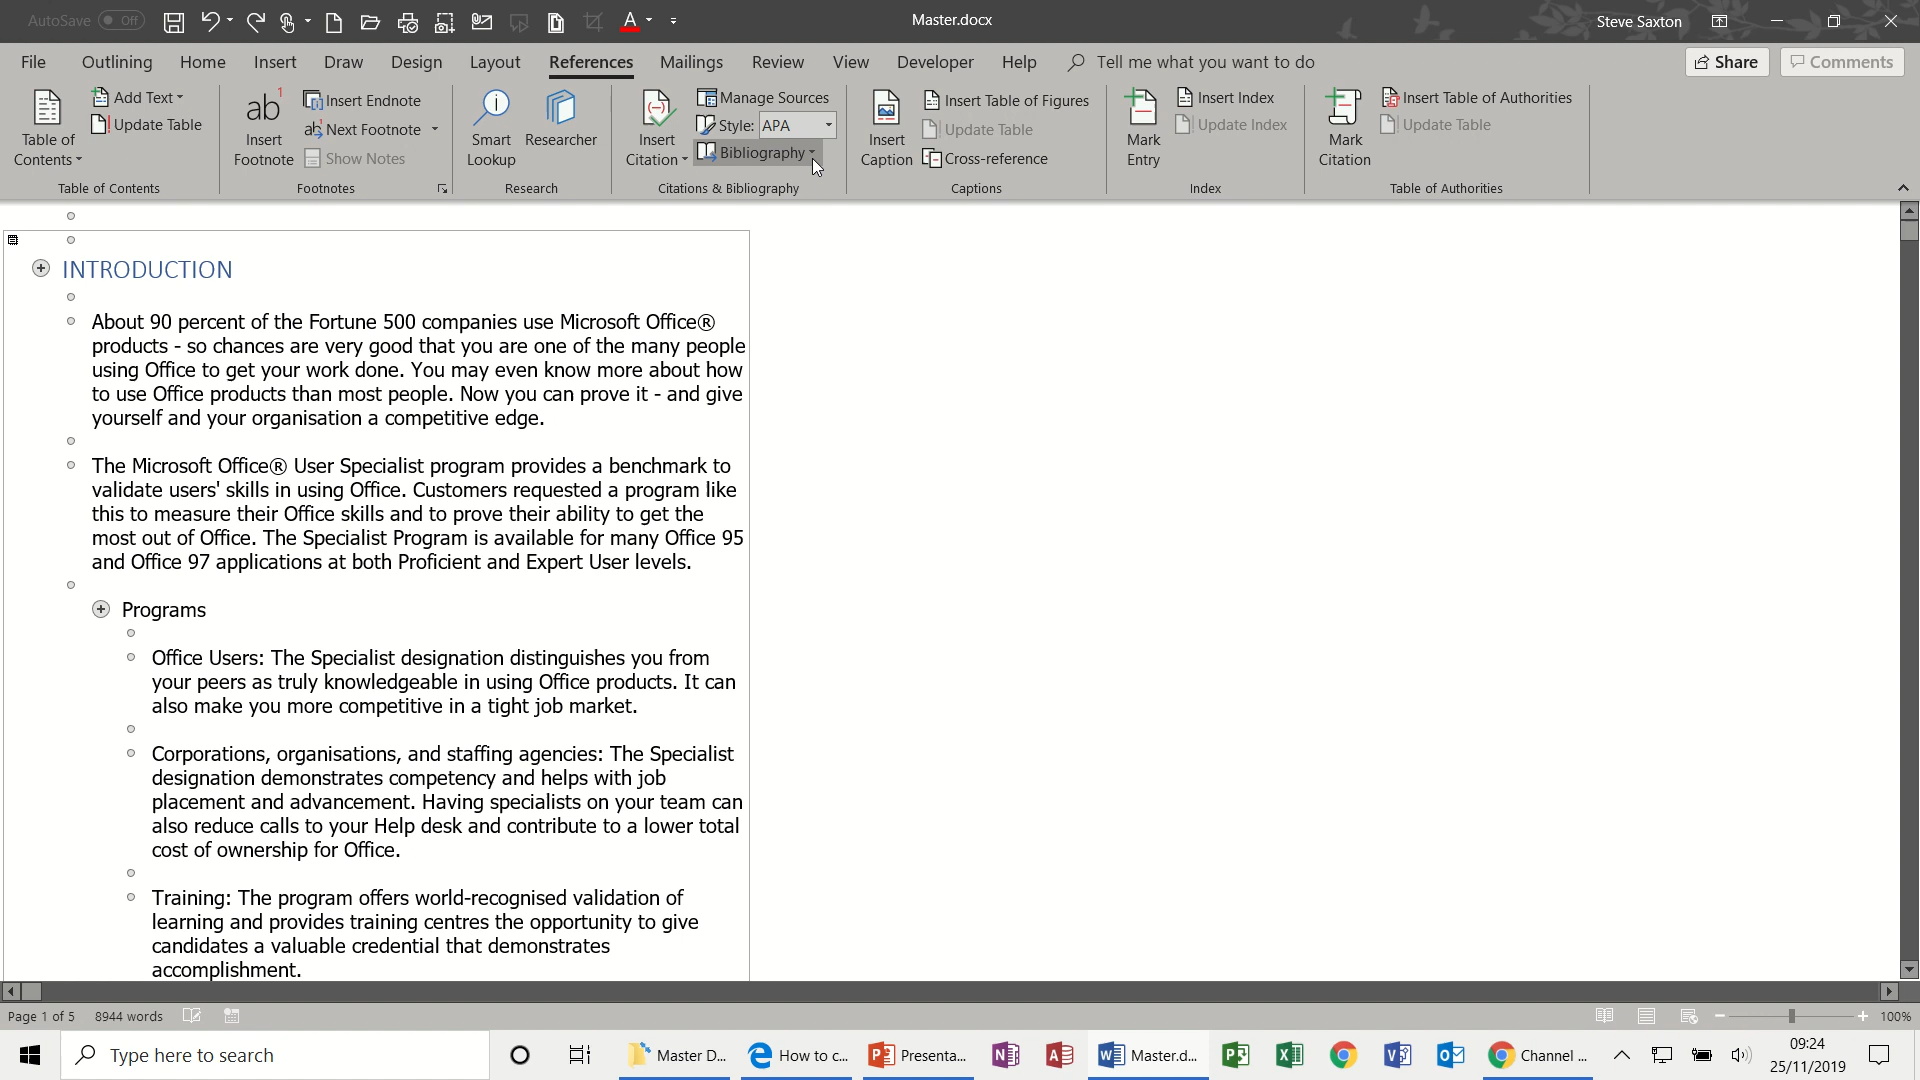 AutoSave Off
Master.docx
Steve Saxton
File Outlining Home Insert Draw Design Layout References Mailings Review View Developer Help Tell me what you want to do Share Comments
Table of Contents
Add Text
Update Table
Table of Contents
ab 1
Insert Footnote
Insert Endnote
Next Footnote
Show Notes
Footnotes
Smart Lookup
Researcher
Research
Insert Citation
Manage Sources
Style: APA
Bibliography
Citations & Bibliography
Insert Caption
Insert Table of Figures
Update Table
Cross-reference
Captions
Mark Entry
Insert Index
Update Index
Index
Mark Citation
Insert Table of Authorities
Update Table
Table of Authorities
INTRODUCTION
About 90 percent of the Fortune 500 companies use Microsoft Office®
products - so chances are very good that you are one of the many people
using Office to get your work done. You may even know more about how
to use Office products than most people. Now you can prove it - and give
yourself and your organisation a competitive edge.
The Microsoft Office® User Specialist program provides a benchmark to
validate users' skills in using Office. Customers requested a program like
this to measure their Office skills and to prove their ability to get the
most out of Office. The Specialist Program is available for many Office 95
and Office 97 applications at both Proficient and Expert User levels.
Programs
Office Users: The Specialist designation distinguishes you from
your peers as truly knowledgeable in using Office products. It can
also make you more competitive in a tight job market.
Corporations, organisations, and staffing agencies: The Specialist
designation demonstrates competency and helps with job
placement and advancement. Having specialists on your team can
also reduce calls to your Help desk and contribute to a lower total
cost of ownership for Office.
Training: The program offers world-recognised validation of
learning and provides training centres the opportunity to give
candidates a valuable credential that demonstrates
accomplishment.
Page 1 of 5 8944 words
100%
Type here to search
Master D...
How to c...
Presenta...
Master.d...
Channel ...
09:24
25/11/2019